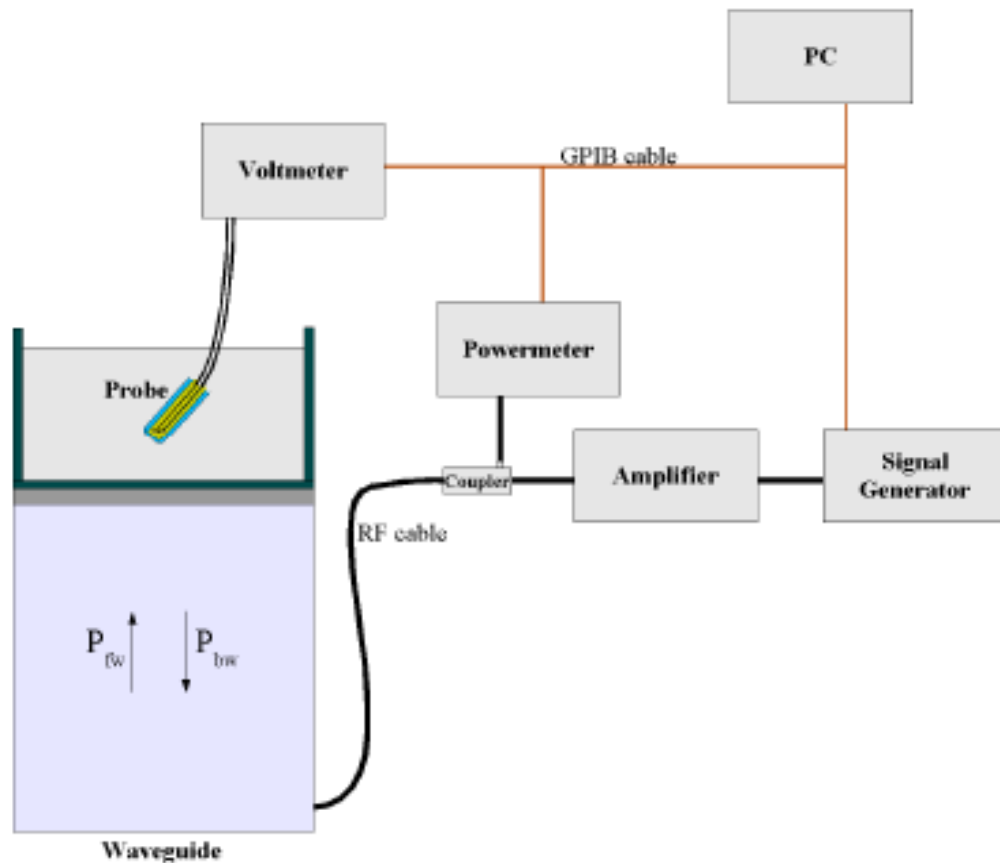 PC
Voltmeter
GPIB cable
Powermeter
Probe
Coupler
Amplifier
Signal
Generator
RF cable
P fw
P bw
Waveguide